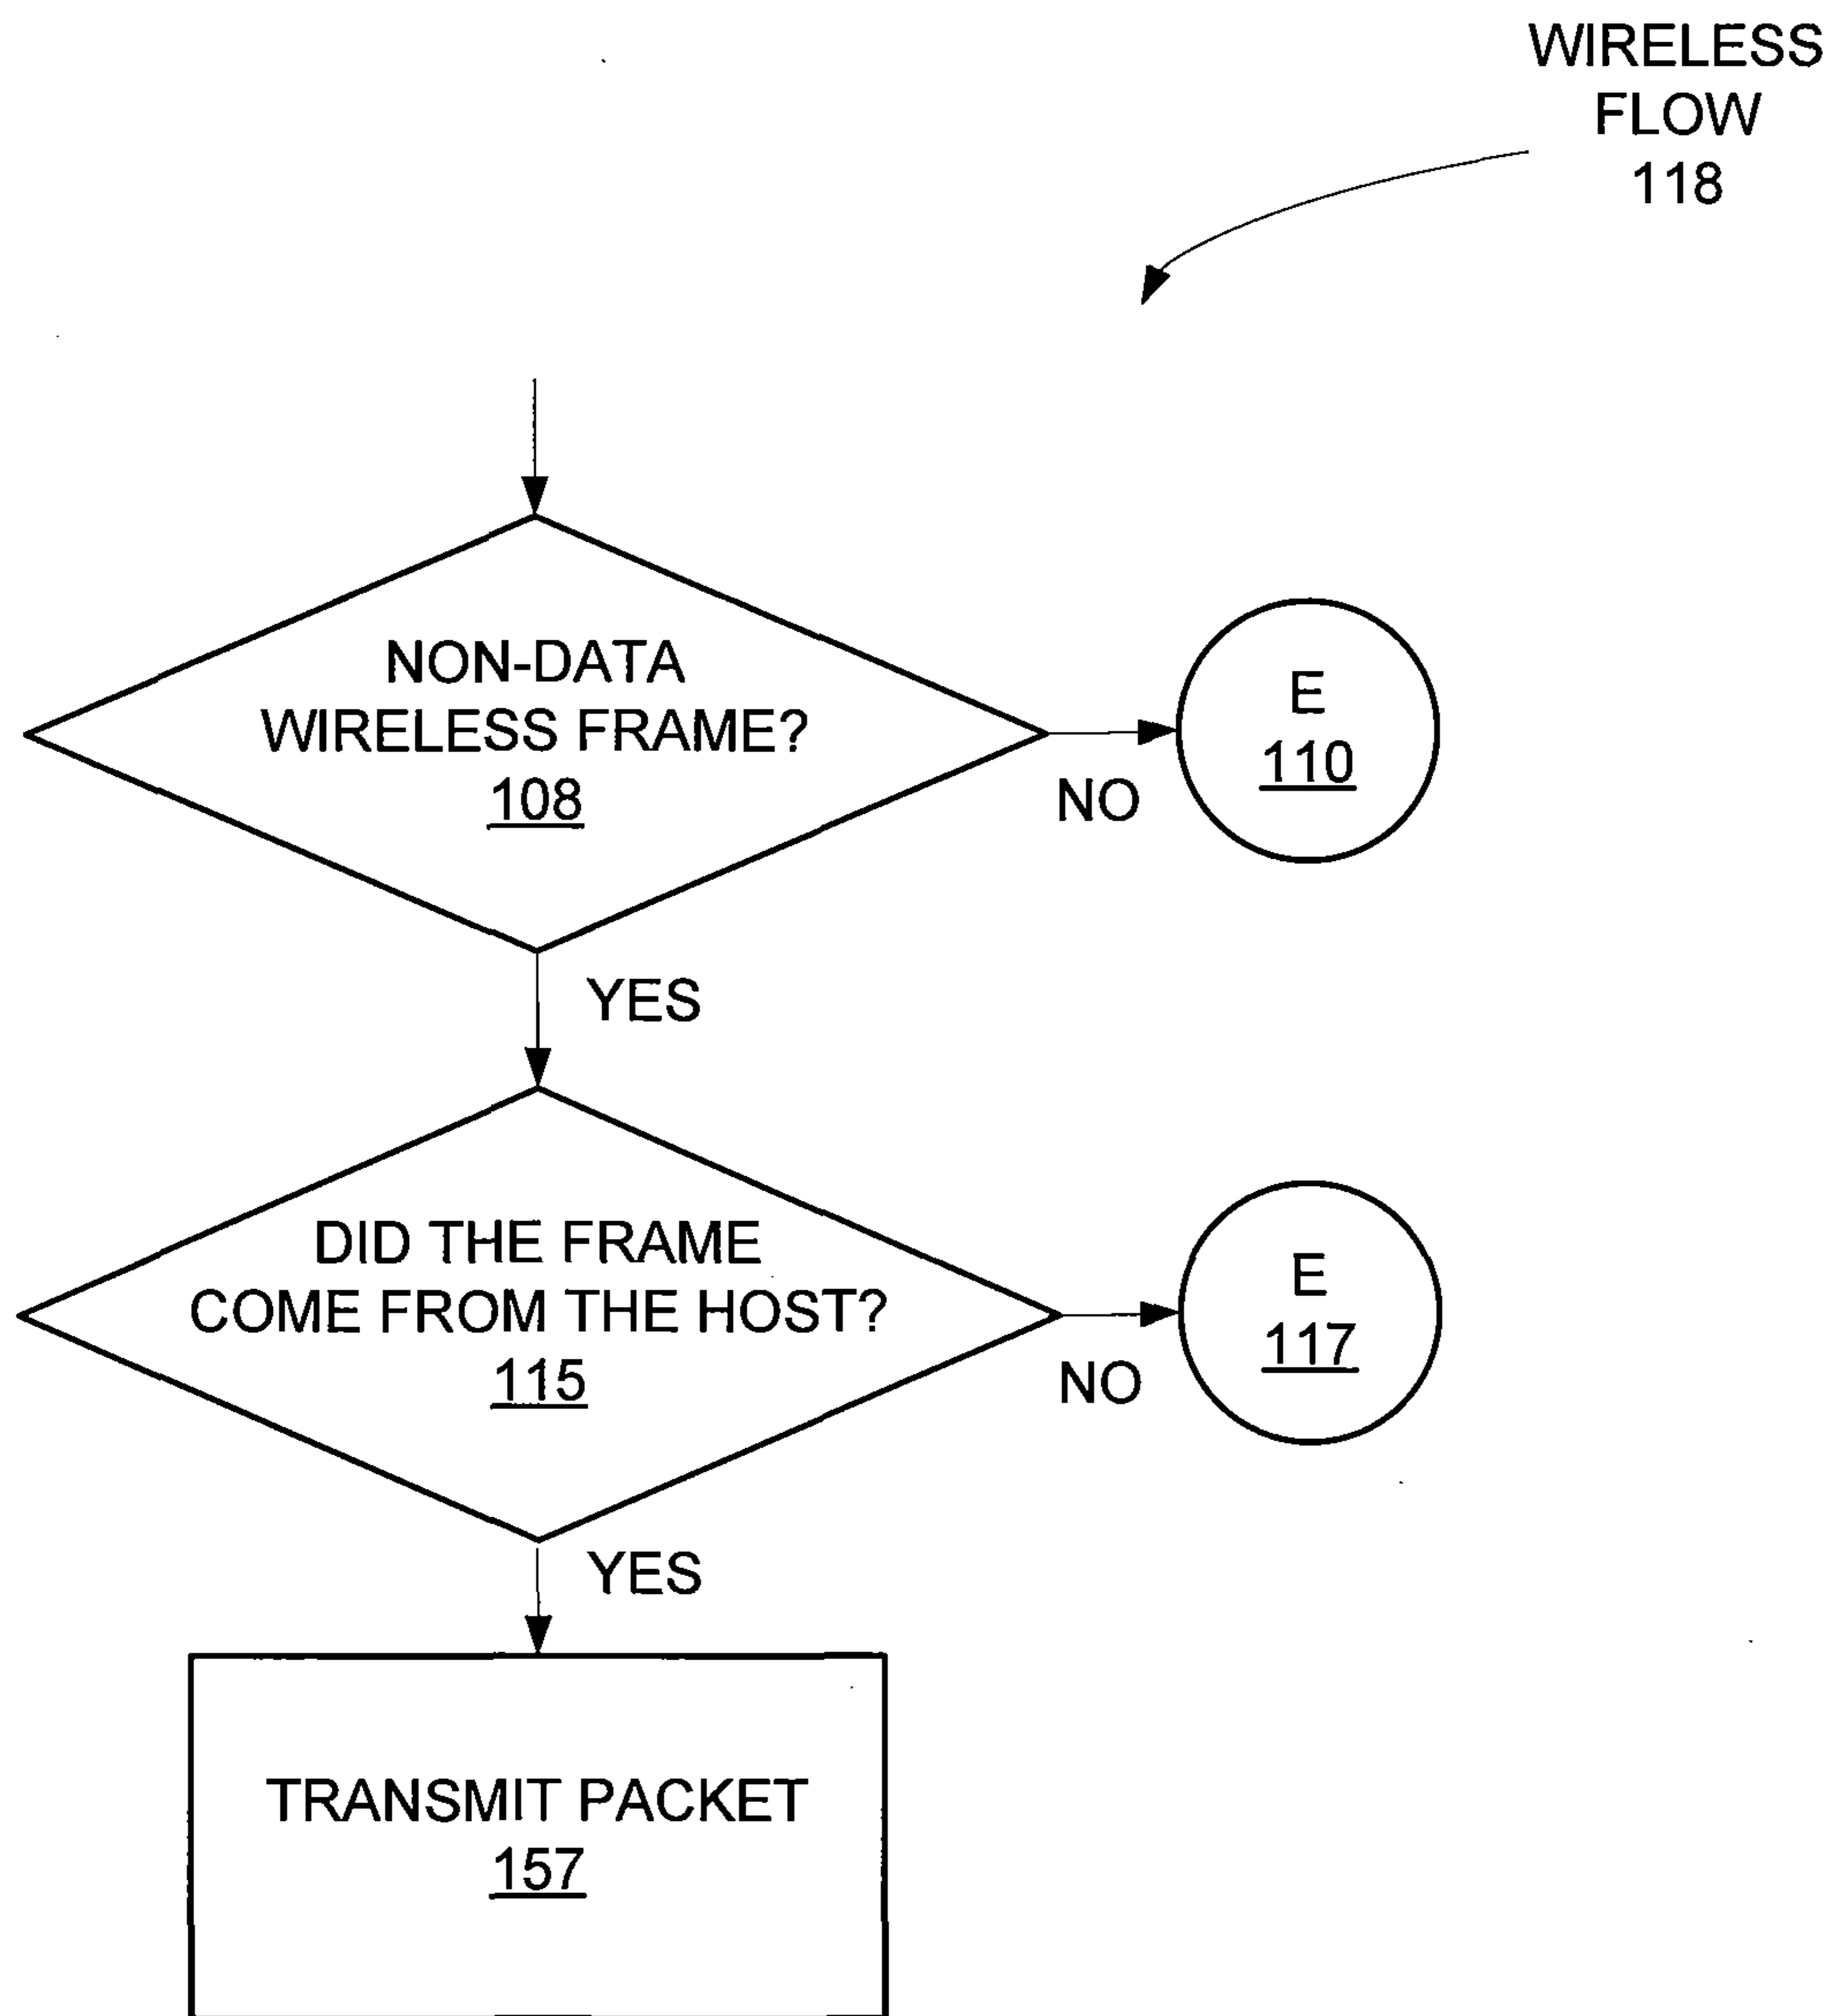 WIRELESS
FLOW
118
NON-DATA
WIRELESS FRAME?
108
NO
E
110
YES
DID THE FRAME
COME FROM THE HOST?
115
NO
E
117
YES
TRANSMIT PACKET
157